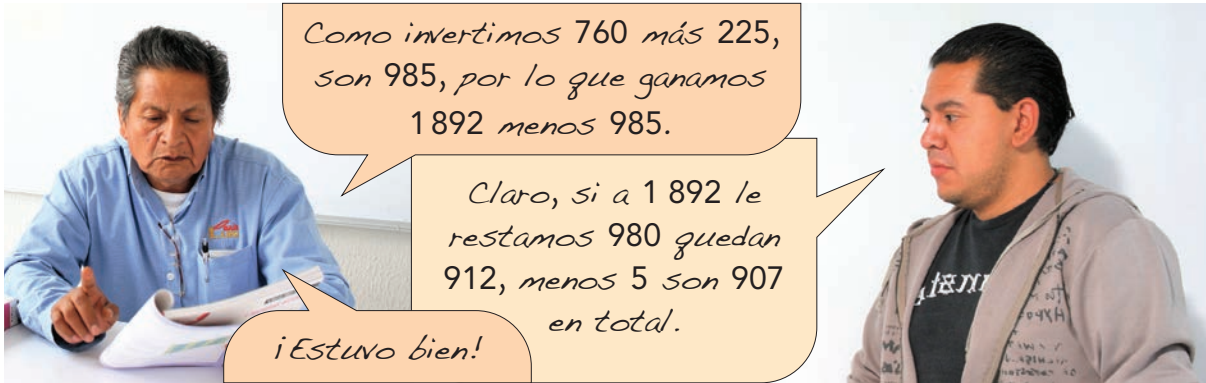 Como invertimos 760 más 225,
son 985, por lo que ganamos
1 892 menos 985.
Claro, si a 1 892 le
restamos 980 quedan
912, menos 5 son 907
en total.
¡Estuvo bien!